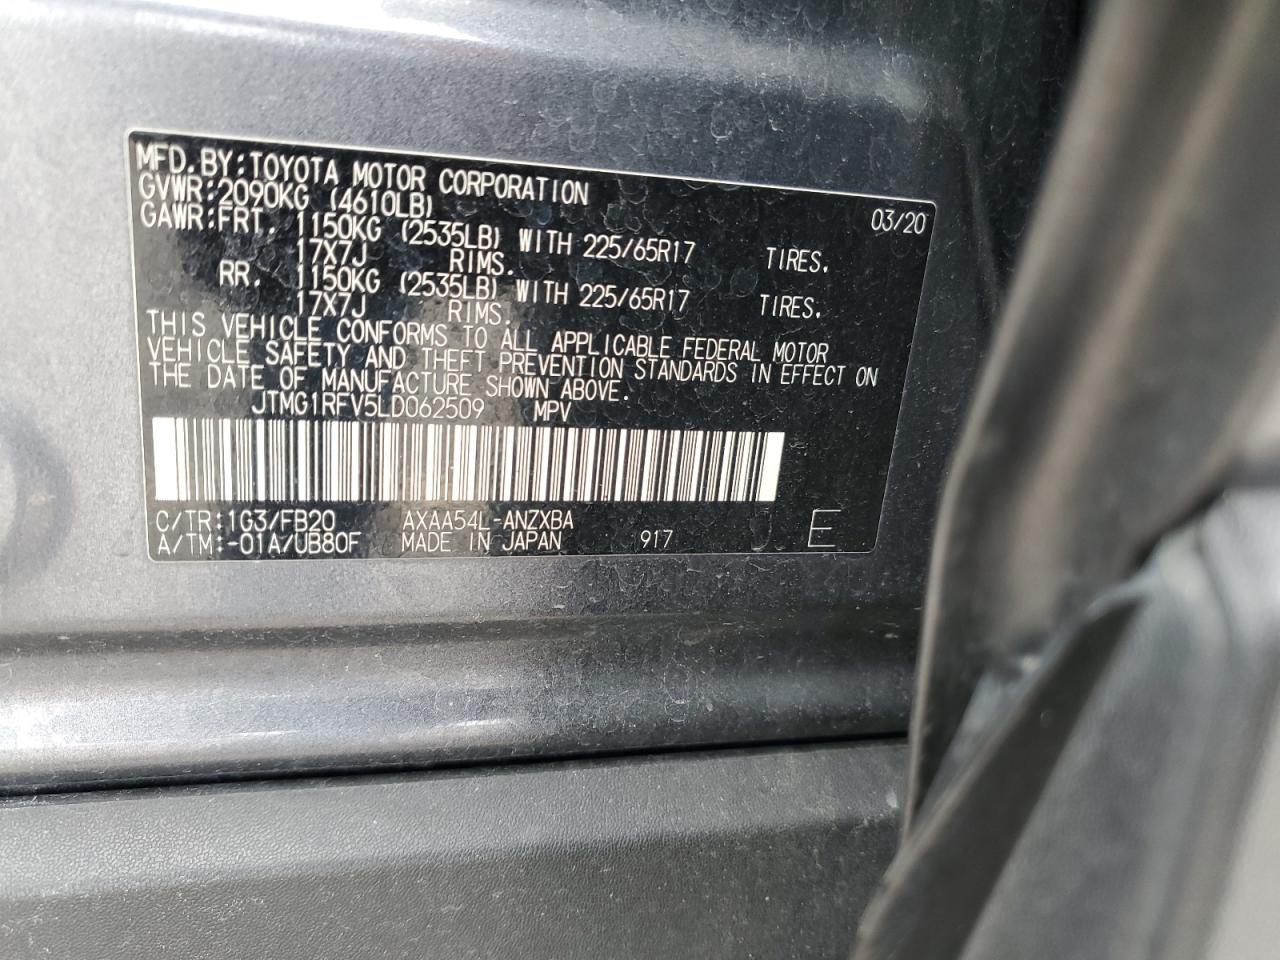 MFD.BY:TOYOTA MOTOR CORPORATION 03/20
GVWR:2090KG (4610LB)
GAWR:FRT. 1150KG (2535LB) WITH 225/65R17 TIRES.
17X7J RIMS.
RR. 1150KG (2535LB) WITH 225/65R17 TIRES.
17X7J RIMS.
THIS VEHICLE CONFORMS TO ALL APPLICABLE FEDERAL MOTOR
VEHICLE SAFETY AND THEFT PREVENTION STANDARDS IN EFFECT ON
THE DATE OF MANUFACTURE SHOWN ABOVE.
JTMG1RFV5LD062509 MPV
C/TR:1G3/FB20 AXAA54L-ANZXBA
A/TM:-01A/UB80F MADE IN JAPAN 917 E